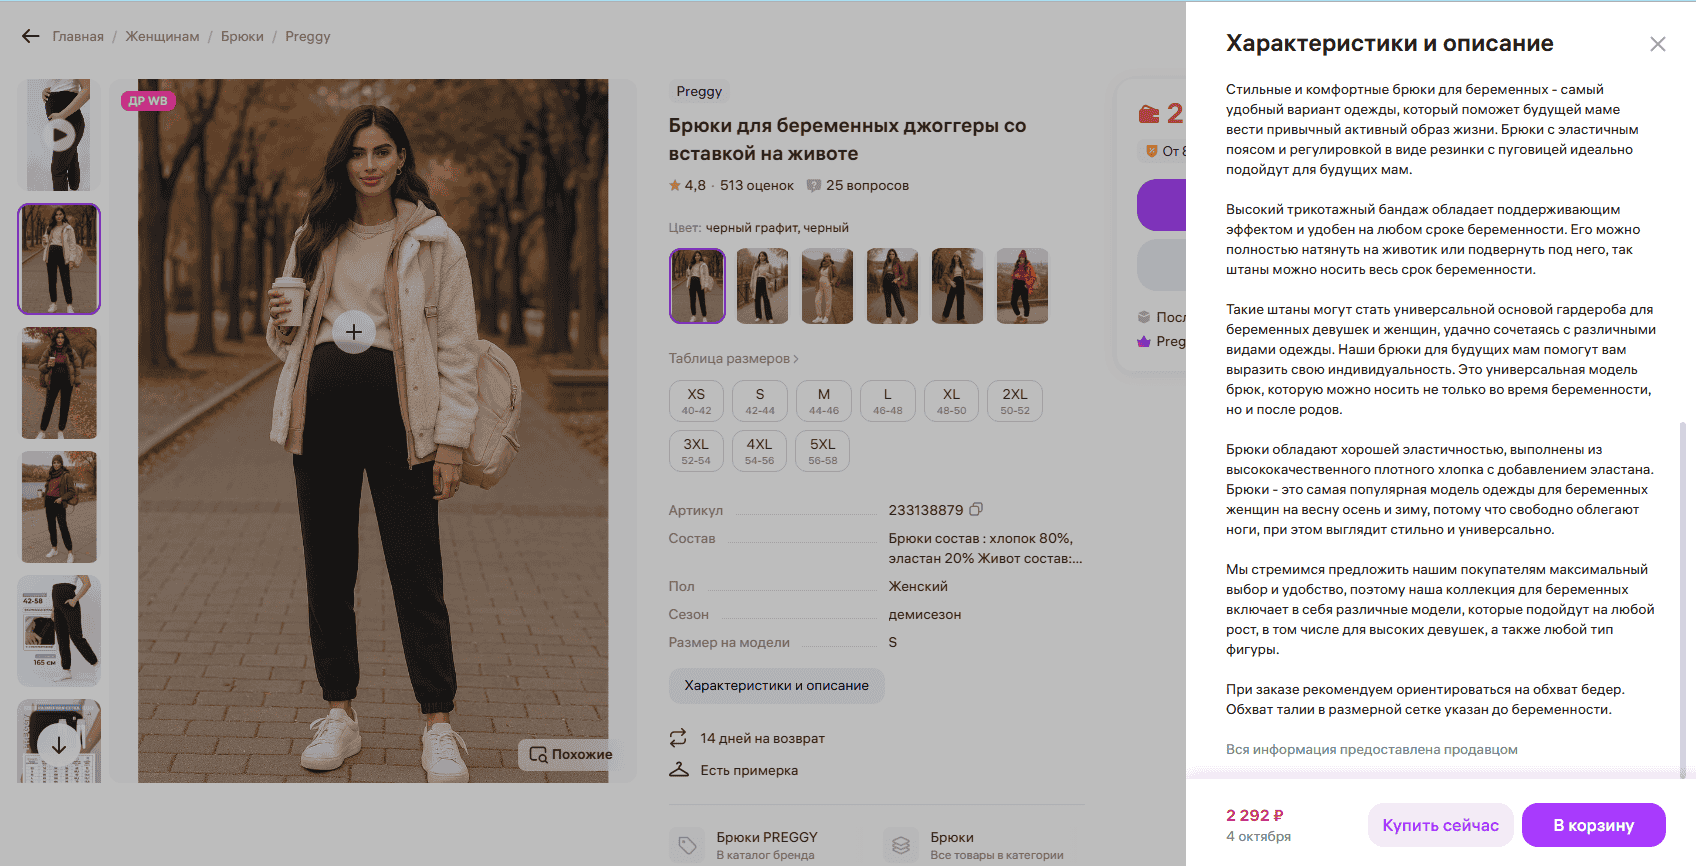 Главная / Женщинам / Брюки / Preggy
ДР WB
42-58
165 см
Похожие
Preggy
Брюки для беременных джоггеры со
вставкой на животе
4,8 · 513 оценок 25 вопросов
Цвет: черный графит, черный
Таблица размеров
XS S M L XL 2XL
40-42 42-44 44-46 46-48 48-50 50-52
3XL 4XL 5XL
52-54 54-56 56-58
Артикул 233138879
Состав Брюки состав : хлопок 80%,
эластан 20% Живот состав:...
Пол Женский
Сезон демисезон
Размер на модели S
Характеристики и описание
14 дней на возврат
Есть примерка
Брюки PREGGY
В каталог бренда
Брюки
Все товары в категории
2
От
Preg
Характеристики и описание
Стильные и комфортные брюки для беременных - самый
удобный вариант одежды, который поможет будущей маме
вести привычный активный образ жизни. Брюки с эластичным
поясом и регулировкой в виде резинки с пуговицей идеально
подойдут для будущих мам.
Высокий трикотажный бандаж обладает поддерживающим
эффектом и удобен на любом сроке беременности. Его можно
полностью натянуть на животик или подвернуть под него, так
штаны можно носить весь срок беременности.
Такие штаны могут стать универсальной основой гардероба для
беременных девушек и женщин, удачно сочетаясь с различными
видами одежды. Наши брюки для будущих мам помогут вам
выразить свою индивидуальность. Это универсальная модель
брюк, которую можно носить не только во время беременности,
но и после родов.
Брюки обладают хорошей эластичностью, выполнены из
высококачественного плотного хлопка с добавлением эластана.
Брюки - это самая популярная модель одежды для беременных
женщин на весну осень и зиму, потому что свободно облегают
ноги, при этом выглядит стильно и универсально.
Мы стремимся предложить нашим покупателям максимальный
выбор и удобство, поэтому наша коллекция для беременных
включает в себя различные модели, которые подойдут на любой
рост, в том числе для высоких девушек, а также любой тип
фигуры.
При заказе рекомендуем ориентироваться на обхват бедер.
Обхват талии в размерной сетке указан до беременности.
Вся информация предоставлена продавцом
2 292 ₽
4 октября
Купить сейчас
В корзину